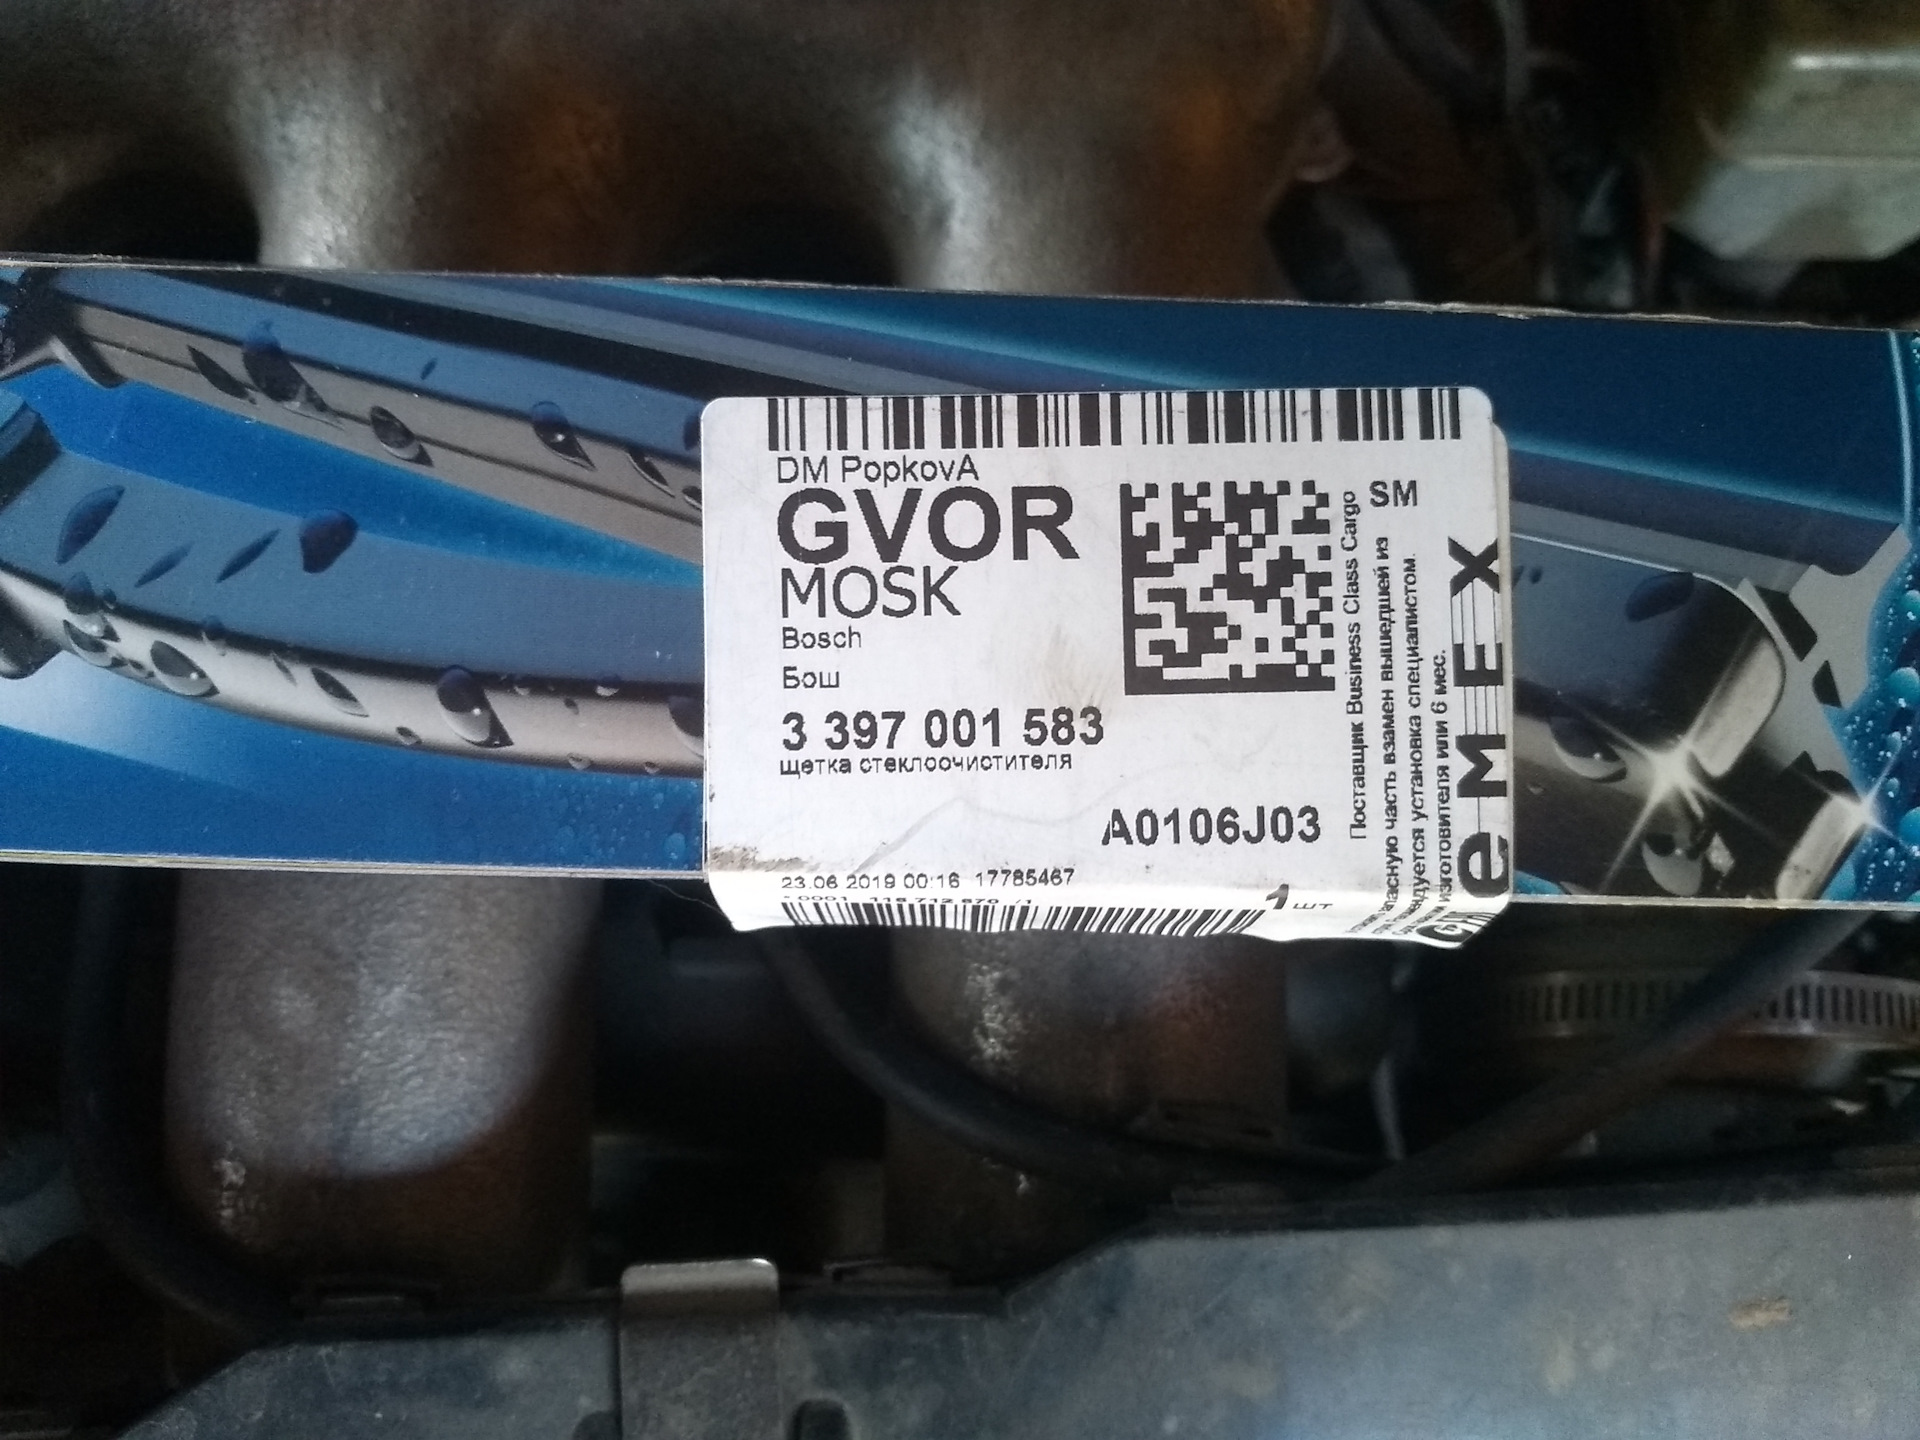 DM PopkovA
GVOR
MOSK
Bosch
Бош
3 397 001 583
щетка стеклоочистителя
A0106J03
23.06 2019 00:16 17785467
1 шт
SM
Поставщик Business Class Cargo
часть взамен вышедшей из
установка специалистом.
изготовителя или 6 мес.
eMEX